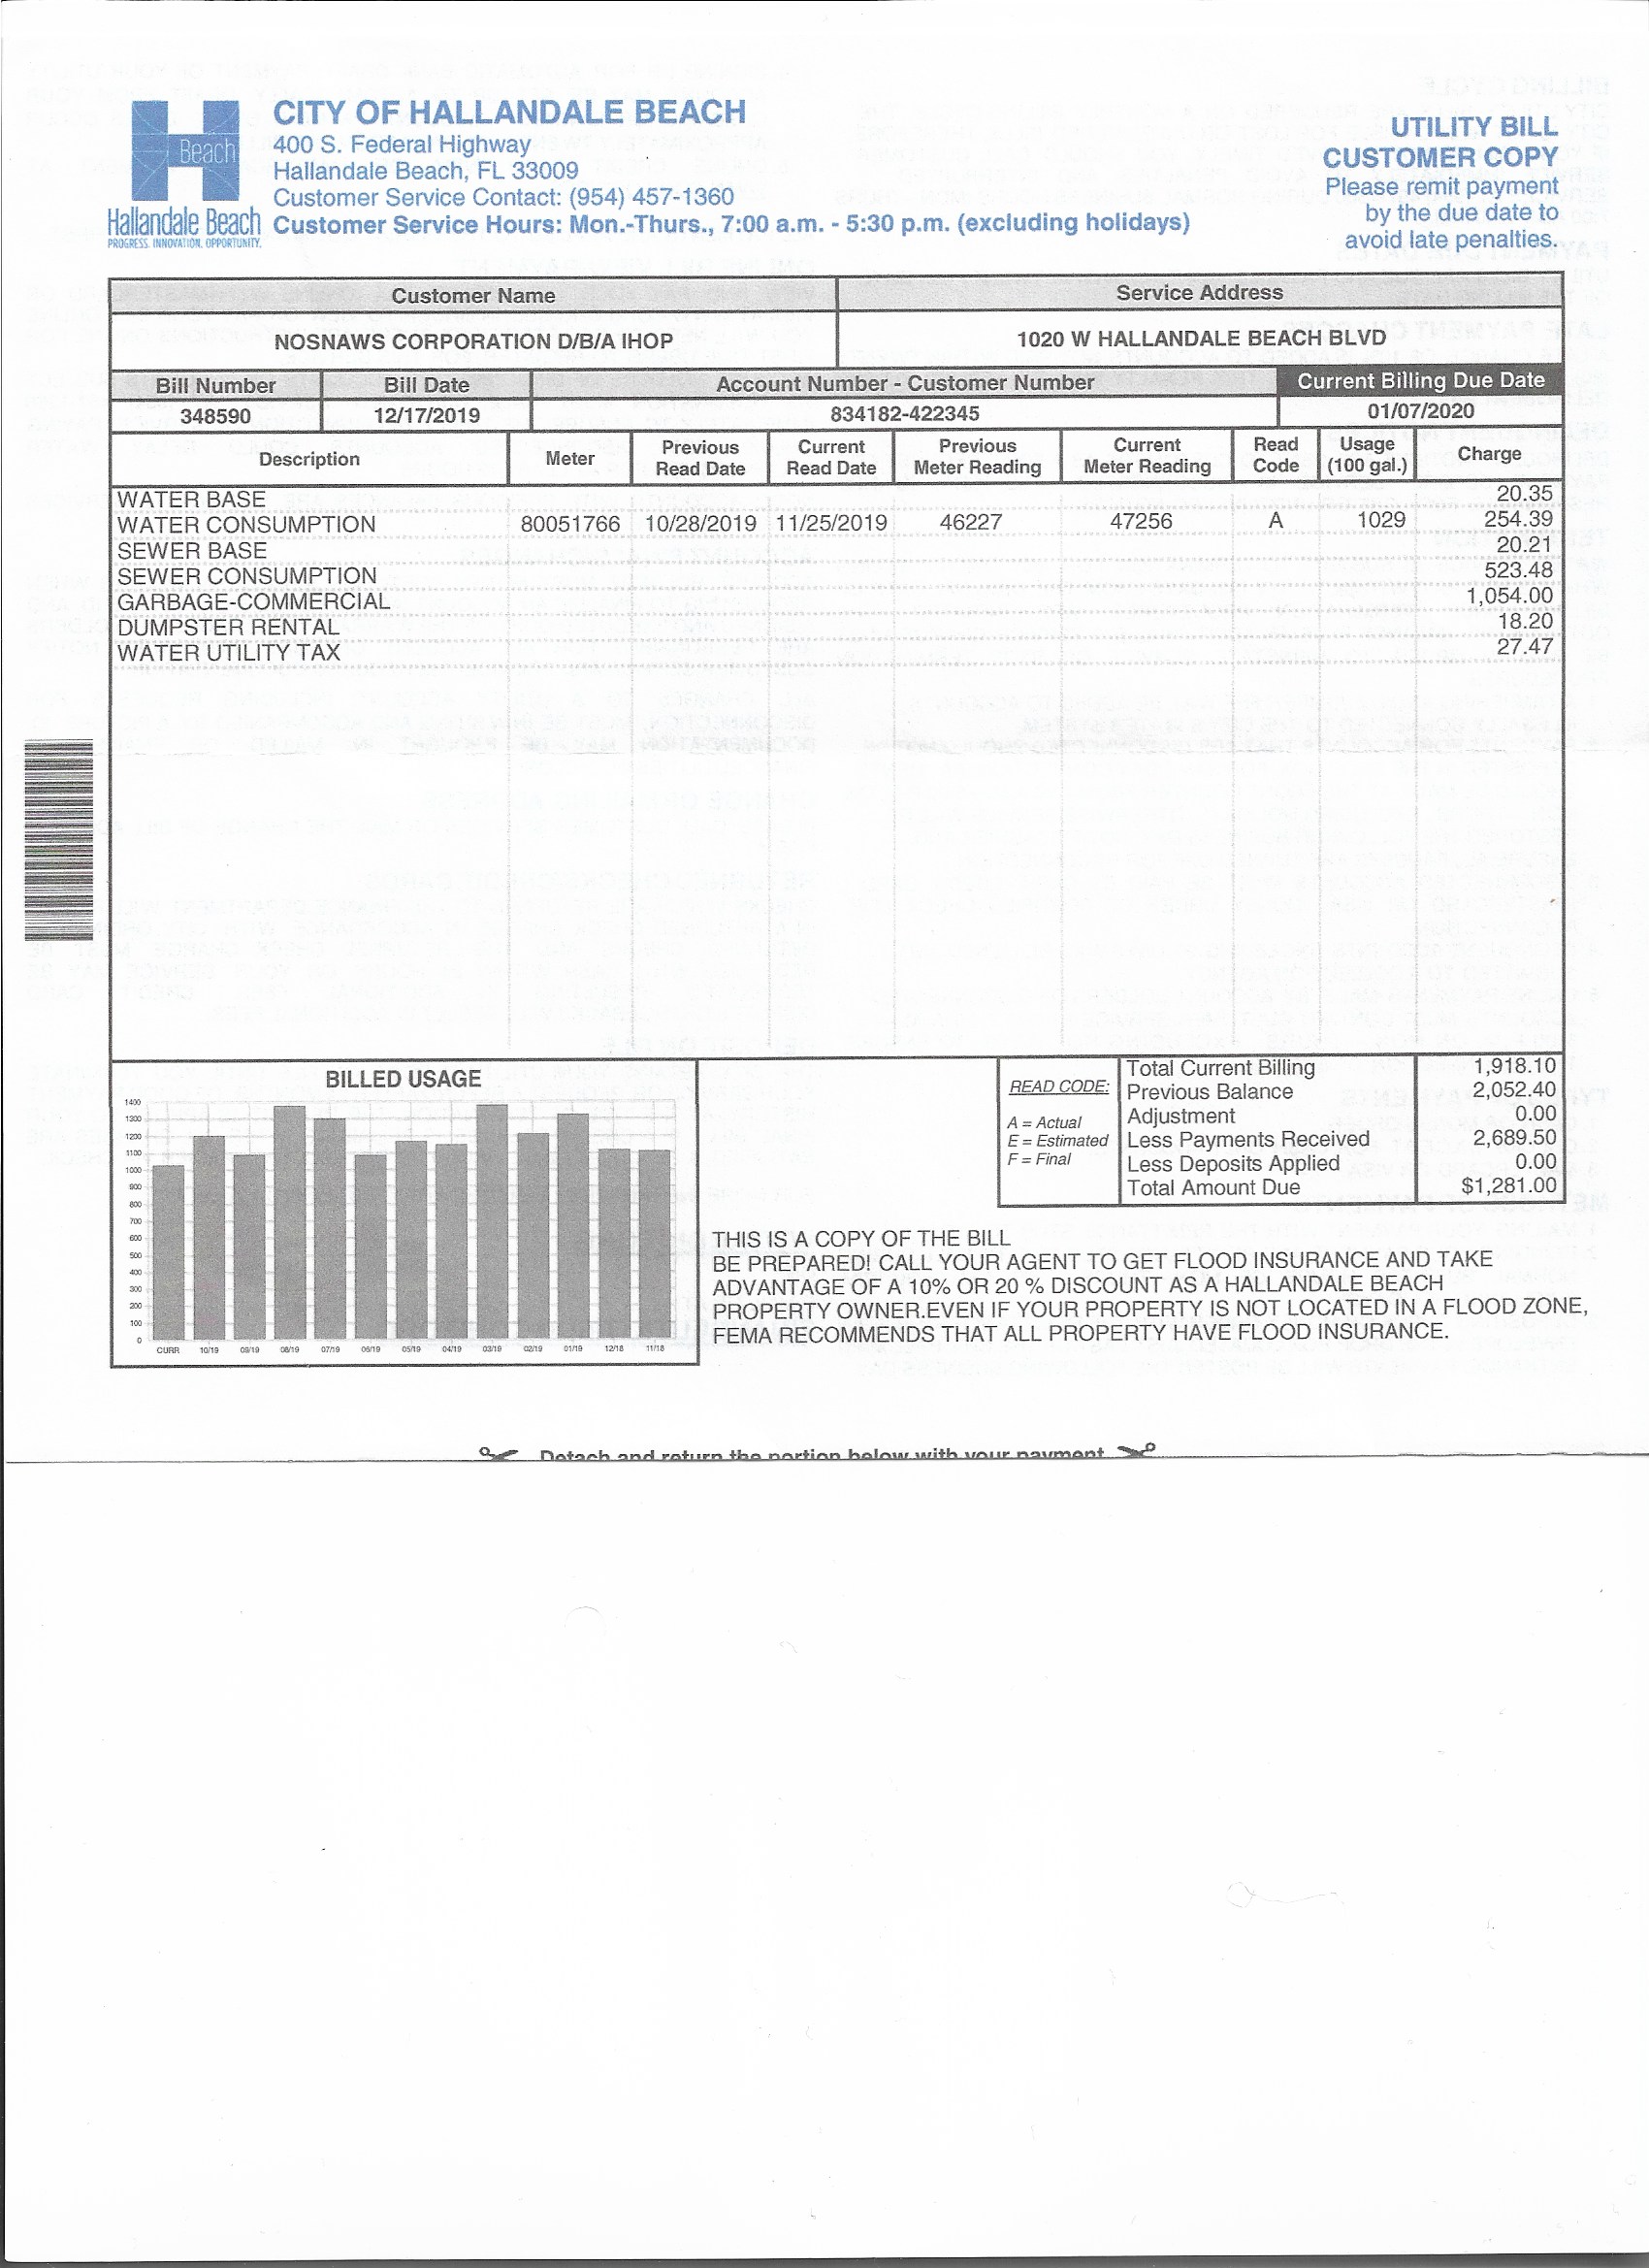 Beach
Hallandale Beach
PROGRESS. INNOVATION. OPPORTUNITY.
CITY OF HALLANDALE BEACH
400 S. Federal Highway
Hallandale Beach, FL 33009
Customer Service Contact: (954) 457-1360
Customer Service Hours: Mon.-Thurs., 7:00 a.m. - 5:30 p.m. (excluding holidays)
UTILITY BILL
CUSTOMER COPY
Please remit payment
by the due date to
avoid late penalties.
Customer Name Service Address
NOSNAWS CORPORATION D/B/A IHOP 1020 W HALLANDALE BEACH BLVD
Bill Number Bill Date Account Number - Customer Number Current Billing Due Date
348590 12/17/2019 834182-422345 01/07/2020
Description Meter Previous Read Date Current Read Date Previous Meter Reading Current Meter Reading Read Code Usage (100 gal.) Charge
WATER BASE 20.35
WATER CONSUMPTION 80051766 10/28/2019 11/25/2019 46227 47256 A 1029 254.39
SEWER BASE 20.21
SEWER CONSUMPTION 523.48
GARBAGE-COMMERCIAL 1,054.00
DUMPSTER RENTAL 18.20
WATER UTILITY TAX 27.47
BILLED USAGE
1400
1300
1200
1100
1000
900
800
700
600
500
400
300
200
100
0
CURR 10/19 09/19 08/19 07/19 06/19 05/19 04/19 03/19 02/19 01/19 12/18 11/18
READ CODE:
A = Actual
E = Estimated
F = Final
Total Current Billing 1,918.10
Previous Balance 2,052.40
Adjustment 0.00
Less Payments Received 2,689.50
Less Deposits Applied 0.00
Total Amount Due $1,281.00
THIS IS A COPY OF THE BILL
BE PREPARED! CALL YOUR AGENT TO GET FLOOD INSURANCE AND TAKE
ADVANTAGE OF A 10% OR 20 % DISCOUNT AS A HALLANDALE BEACH
PROPERTY OWNER.EVEN IF YOUR PROPERTY IS NOT LOCATED IN A FLOOD ZONE,
FEMA RECOMMENDS THAT ALL PROPERTY HAVE FLOOD INSURANCE.
Detach and return the portion below with your payment